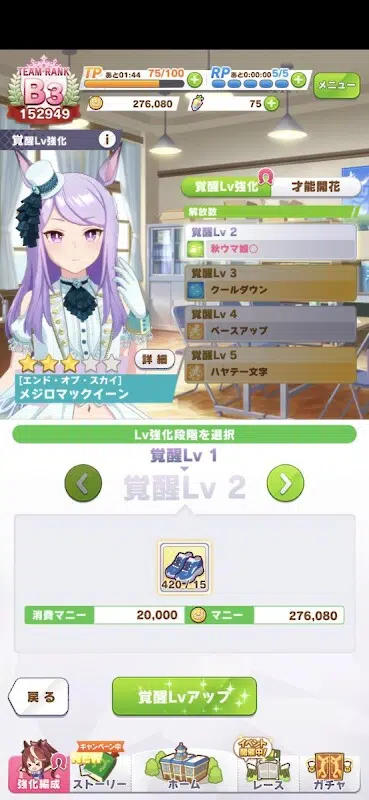 TEAM-RANK
B3
152949
TP あと01:44 75/100
RP あと0:00:00 5/5
276,080
75
メニュー
覚醒Lv強化
i
覚醒Lv強化
才能開花
解放数
覚醒Lv 2
秋ウマ娘○
覚醒Lv 3
クールダウン
覚醒Lv 4
ペースアップ
覚醒Lv 5
ハヤテ一文字
詳細
[エンド・オブ・スカイ]
メジロマックイーン
Lv強化段階を選択
覚醒Lv 1
覚醒Lv 2
420 / 15
消費マニー 20,000
マニー 276,080
戻る
覚醒Lvアップ
強化編成
キャンペーン中
NEW
ストーリー
ホーム
イベント
開催中!
レース
ガチャ